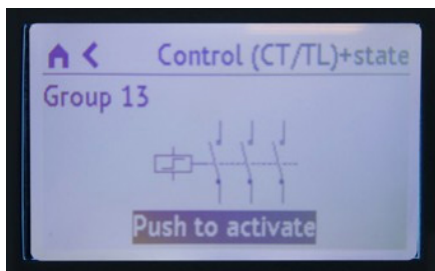 Control (CT/TL)+state
Group 13
Push to activate